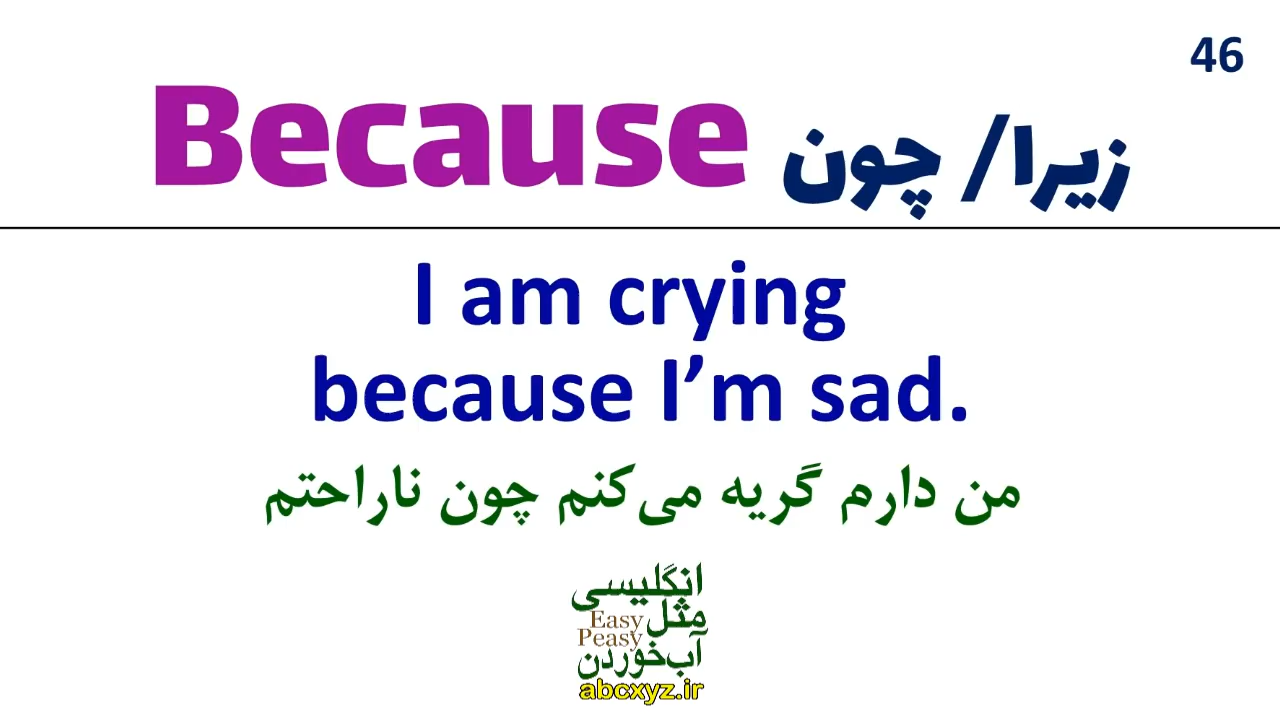 46
Because زیرا/ چون
I am crying
because I’m sad.
من دارم گریه می‌کنم چون ناراحتم
انگلیسی
مثل Easy
Peasy
آب‌خوردن
abcxyz.ir